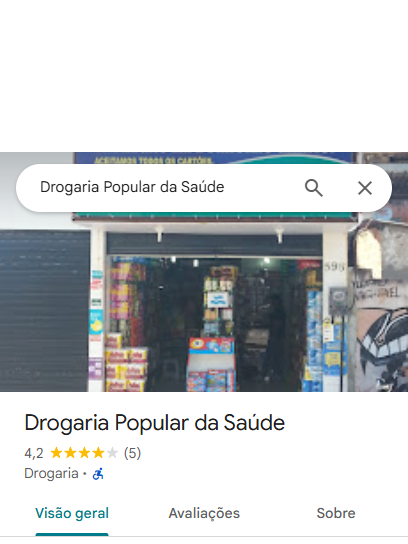 ACEITAMOS TODOS OS CARTÕES.
Drogaria Popular da Saúde
595
Drogaria Popular da Saúde
4,2 (5)
Drogaria ·
Visão geral
Avaliações
Sobre